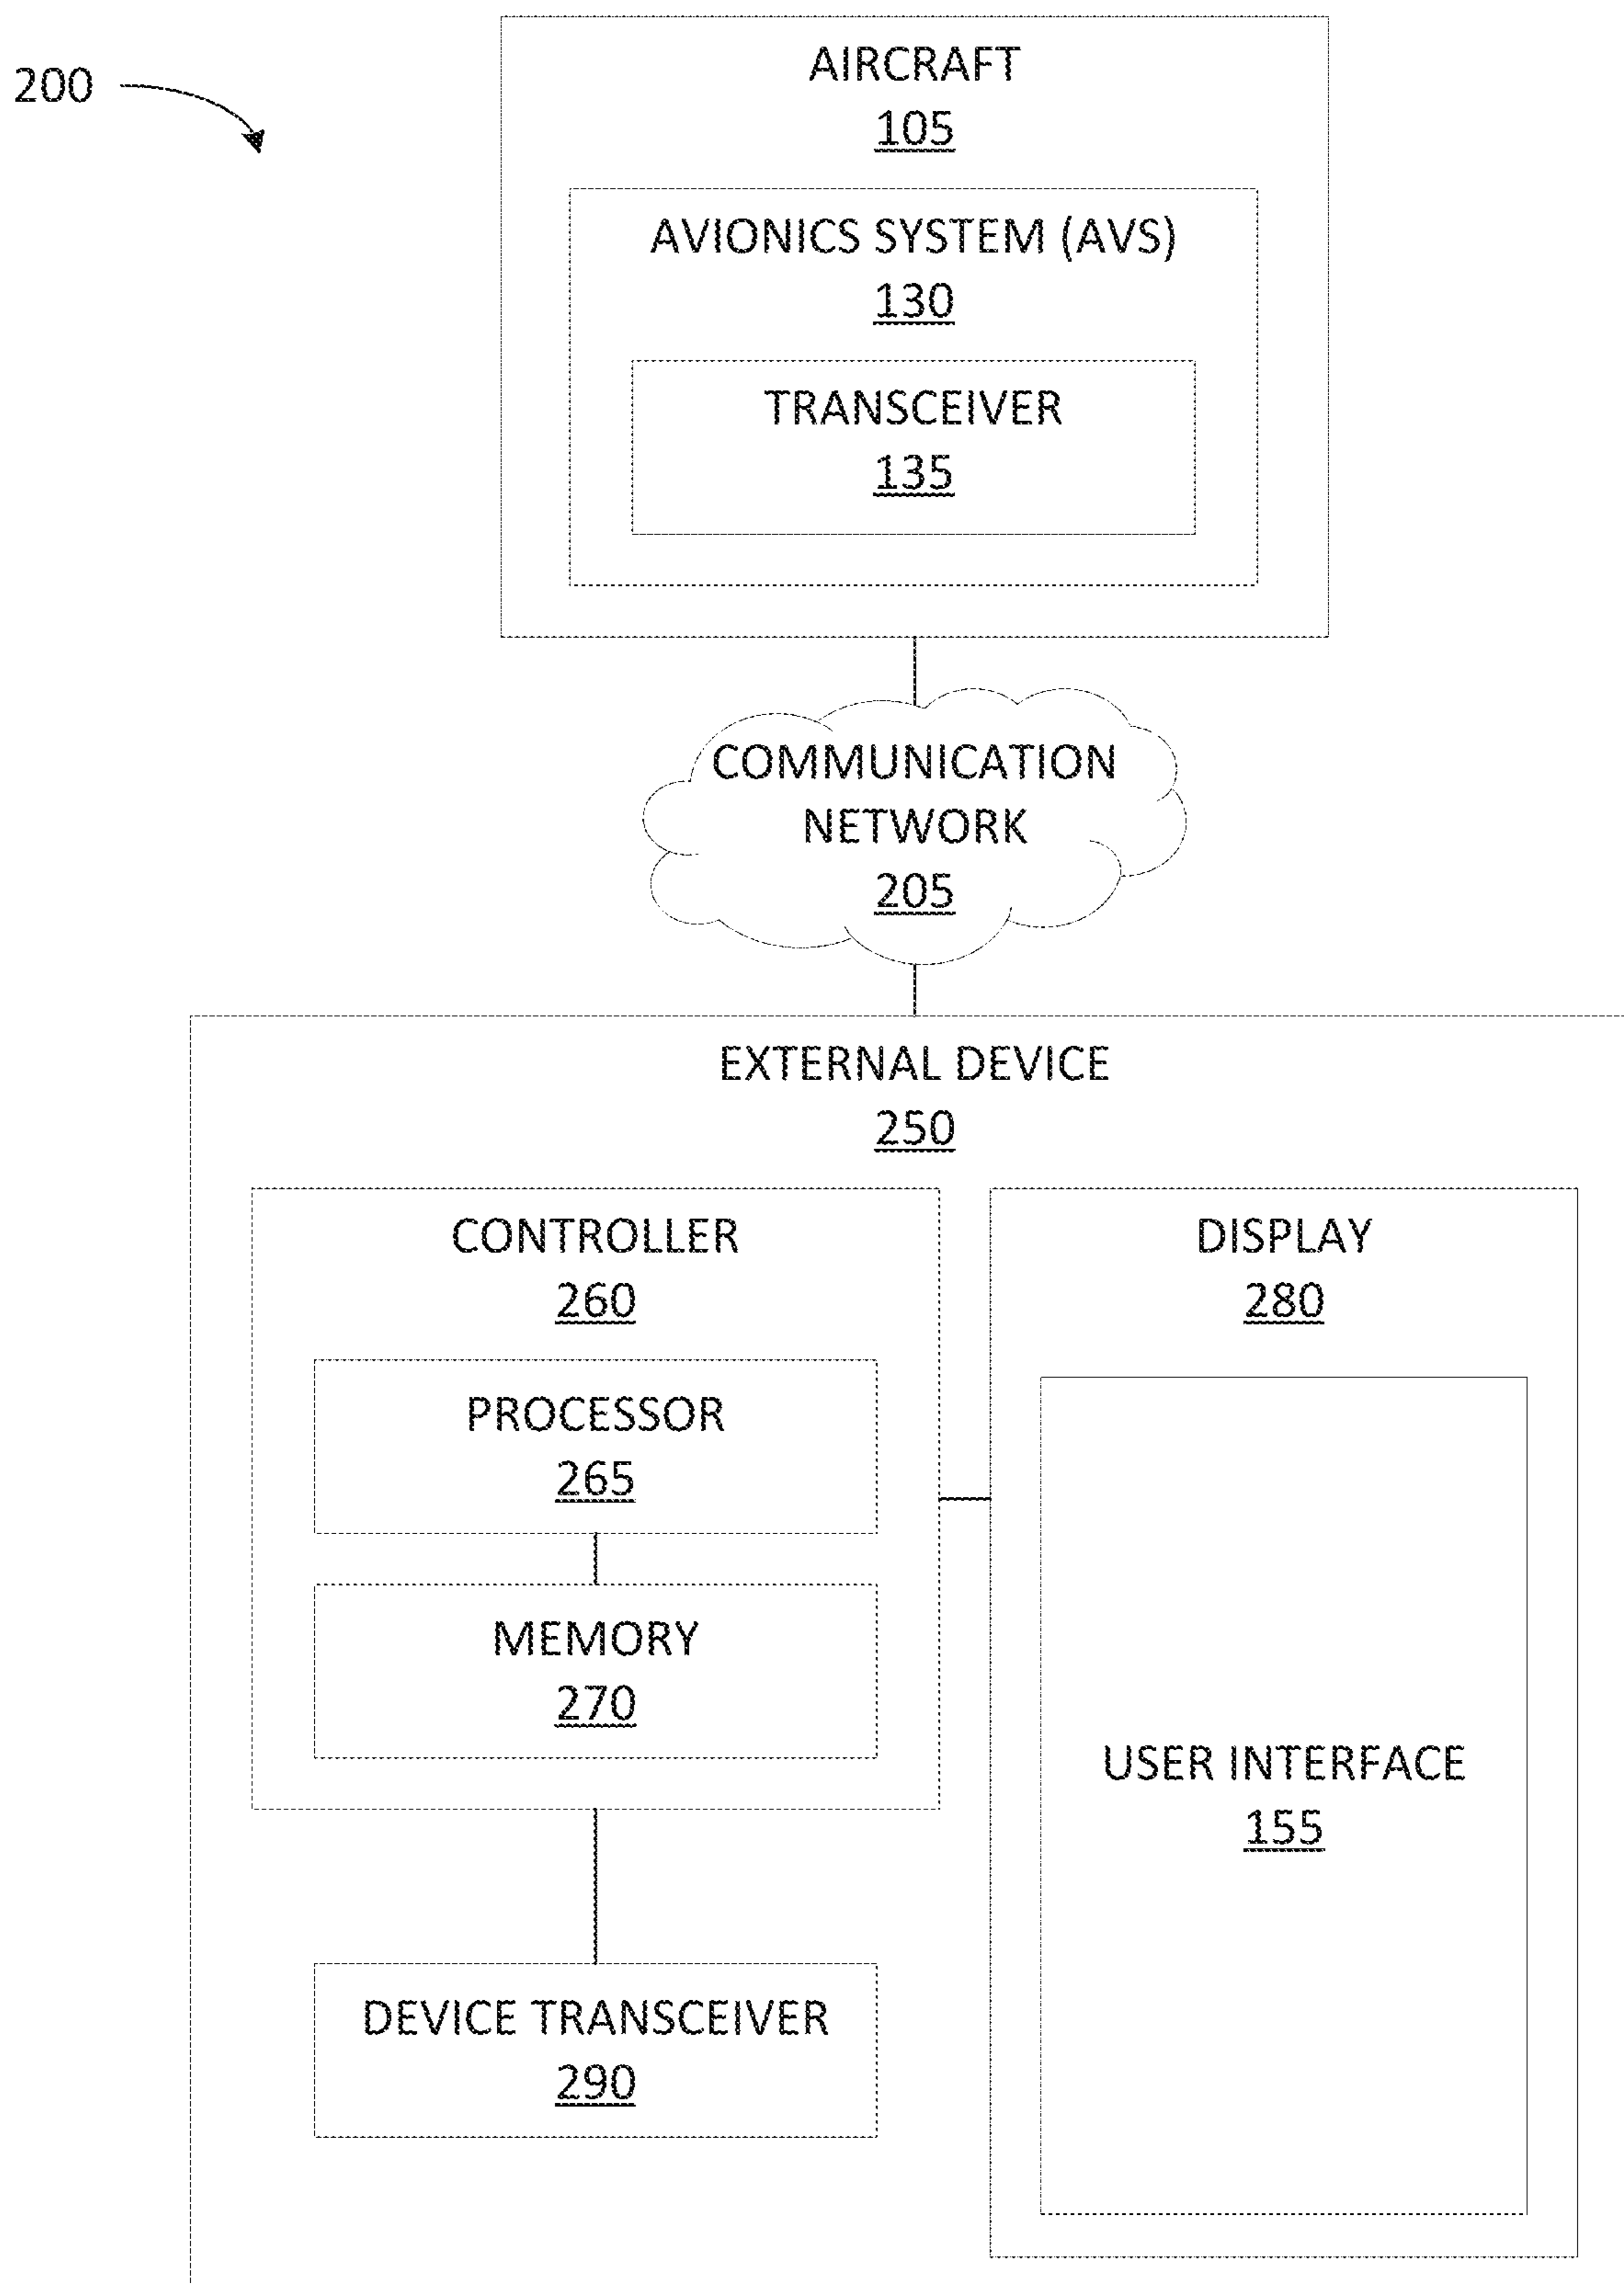 200
AIRCRAFT
105
AVIONICS SYSTEM (AVS)
130
TRANSCEIVER
135
COMMUNICATION
NETWORK
205
EXTERNAL DEVICE
250
CONTROLLER
260
PROCESSOR
265
MEMORY
270
DEVICE TRANSCEIVER
290
DISPLAY
280
USER INTERFACE
155